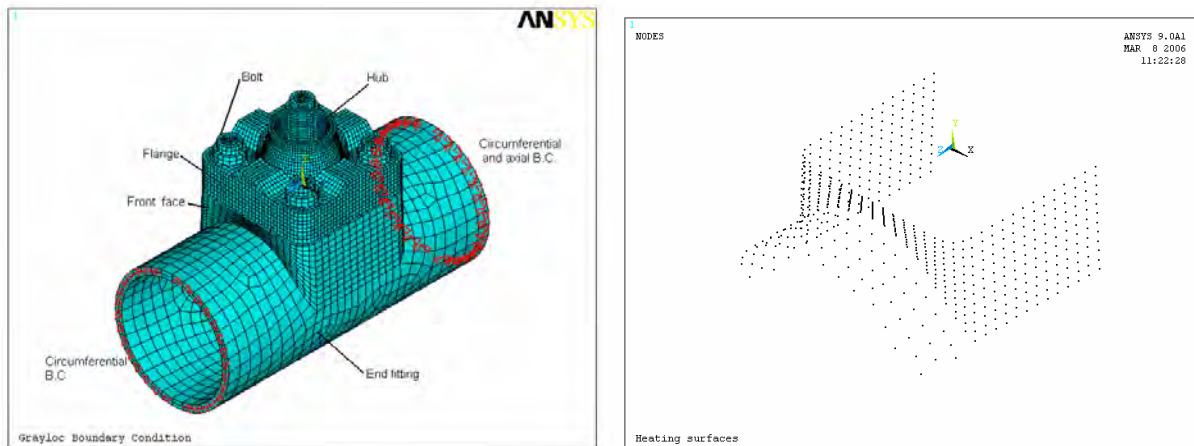 1
ANSYS
Bolt
Hub
Flange
Circumferential
and axial B.C.
Front face
Circumferential
B.C
End fitting
Grayloc Boundary Condition
1
NODES
ANSYS 9.0A1
MAR 8 2006
11:22:28
Y
Z
X
Heating surfaces